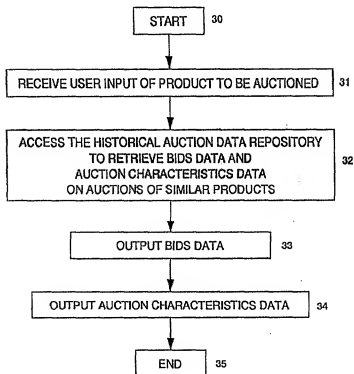 START 30
RECEIVE USER INPUT OF PRODUCT TO BE AUCTIONED 31
ACCESS THE HISTORICAL AUCTION DATA REPOSITORY
TO RETRIEVE BIDS DATA AND
AUCTION CHARACTERISTICS DATA
ON AUCTIONS OF SIMILAR PRODUCTS
32
OUTPUT BIDS DATA 33
OUTPUT AUCTION CHARACTERISTICS DATA 34
END 35